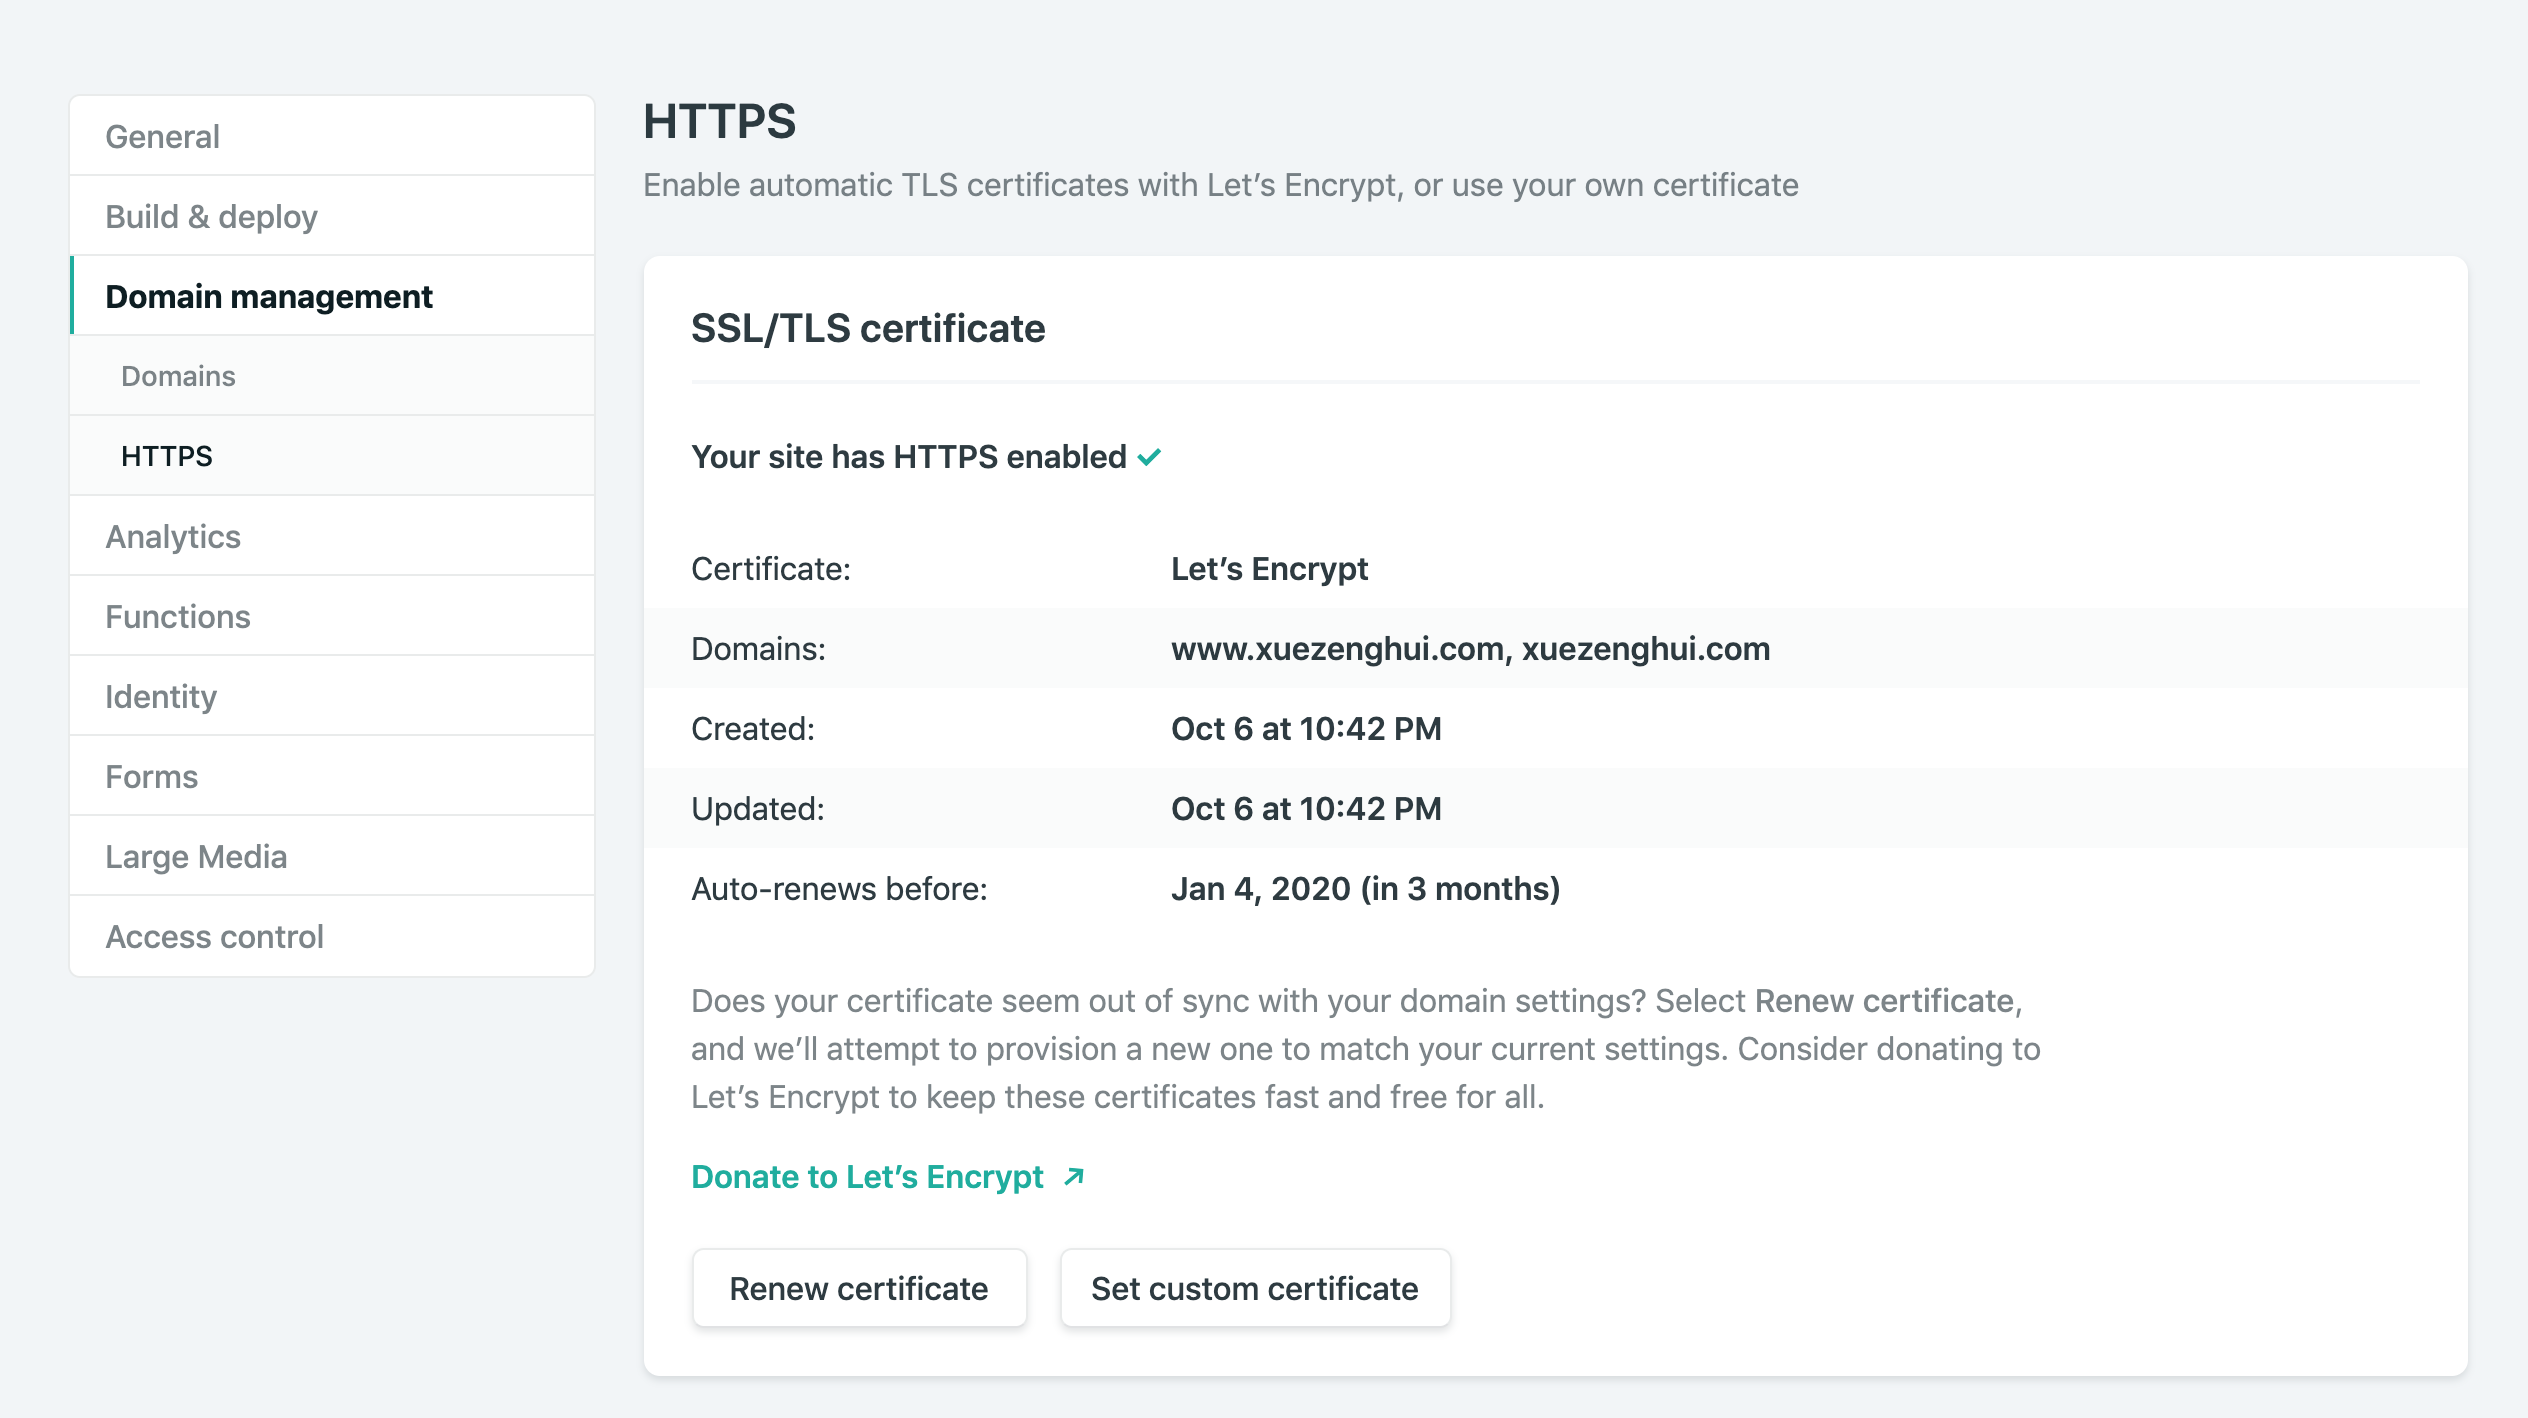 General
Build & deploy
Domain management
Domains
HTTPS
Analytics
Functions
Identity
Forms
Large Media
Access control
HTTPS
Enable automatic TLS certificates with Let’s Encrypt, or use your own certificate
SSL/TLS certificate
Your site has HTTPS enabled
Certificate: Let’s Encrypt
Domains: www.xuezenghui.com, xuezenghui.com
Created: Oct 6 at 10:42 PM
Updated: Oct 6 at 10:42 PM
Auto-renews before: Jan 4, 2020 (in 3 months)
Does your certificate seem out of sync with your domain settings? Select Renew certificate,
and we’ll attempt to provision a new one to match your current settings. Consider donating to
Let’s Encrypt to keep these certificates fast and free for all.
Donate to Let’s Encrypt
Renew certificate Set custom certificate